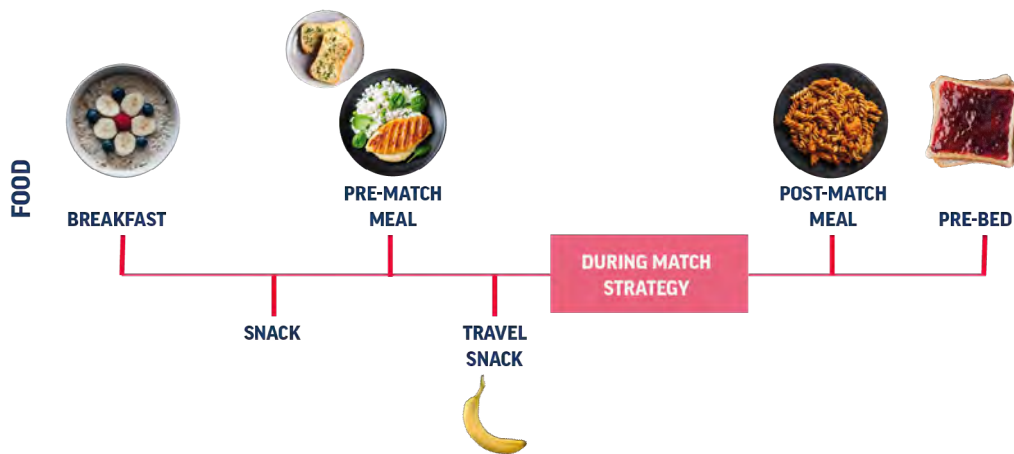 FOOD
BREAKFAST
PRE-MATCH
MEAL
POST-MATCH
MEAL
PRE-BED
DURING MATCH
STRATEGY
SNACK
TRAVEL
SNACK